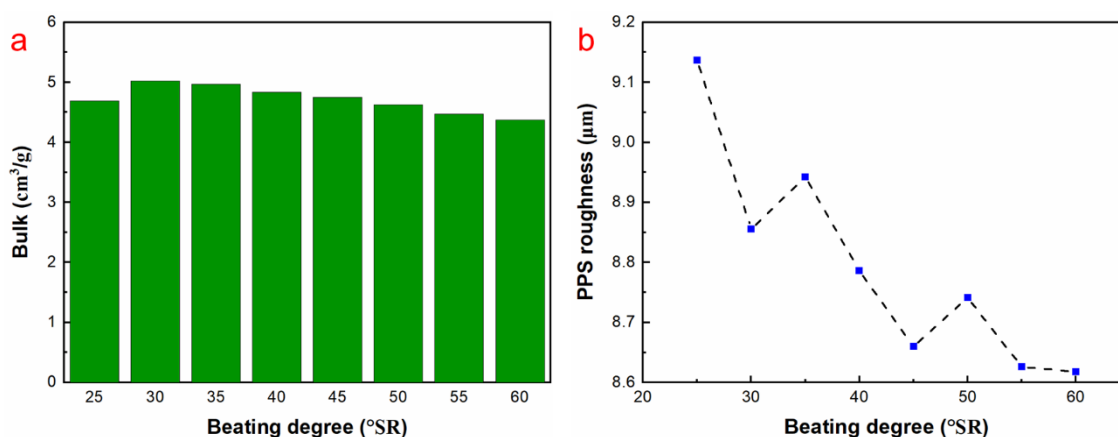 a
Bulk (cm³/g)
6
5
4
3
2
1
0
25 30 35 40 45 50 55 60
Beating degree (°SR)
b
PPS roughness (μm)
9.2
9.1
9.0
8.9
8.8
8.7
8.6
20 30 40 50 60
Beating degree (°SR)